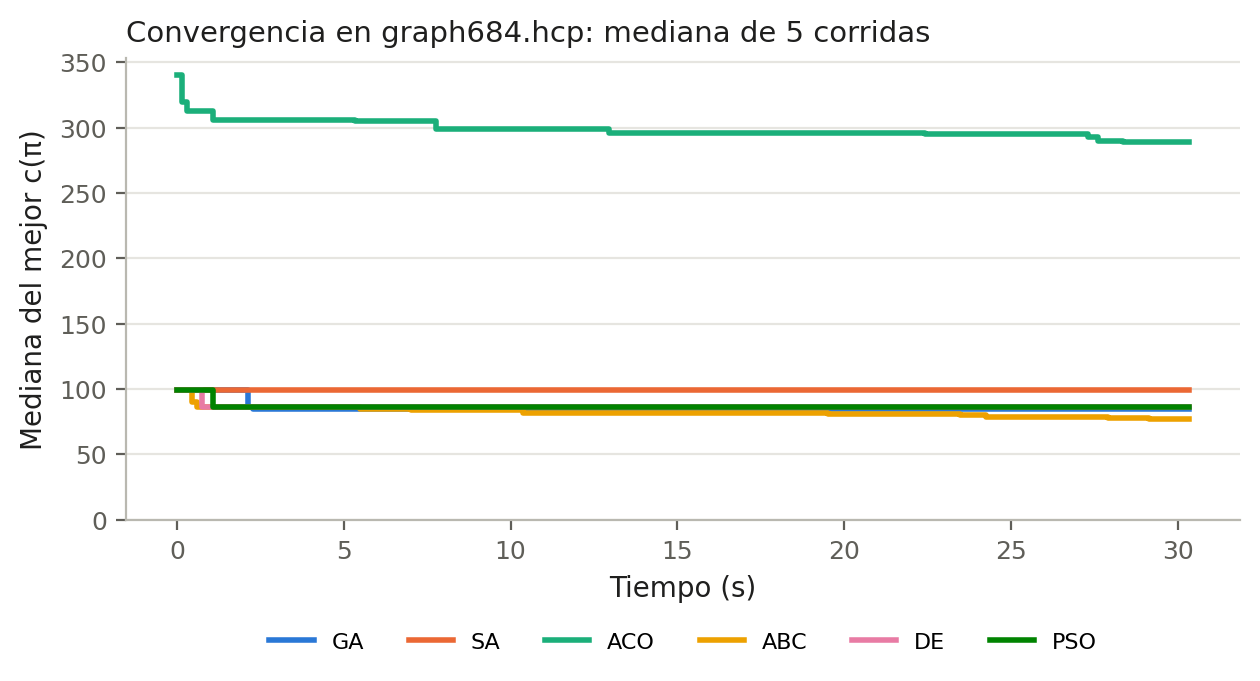 Convergencia en graph684.hcp: mediana de 5 corridas
Mediana del mejor c(π)
350
300
250
200
150
100
50
0
0 5 10 15 20 25 30
Tiempo (s)
GA SA ACO ABC DE PSO